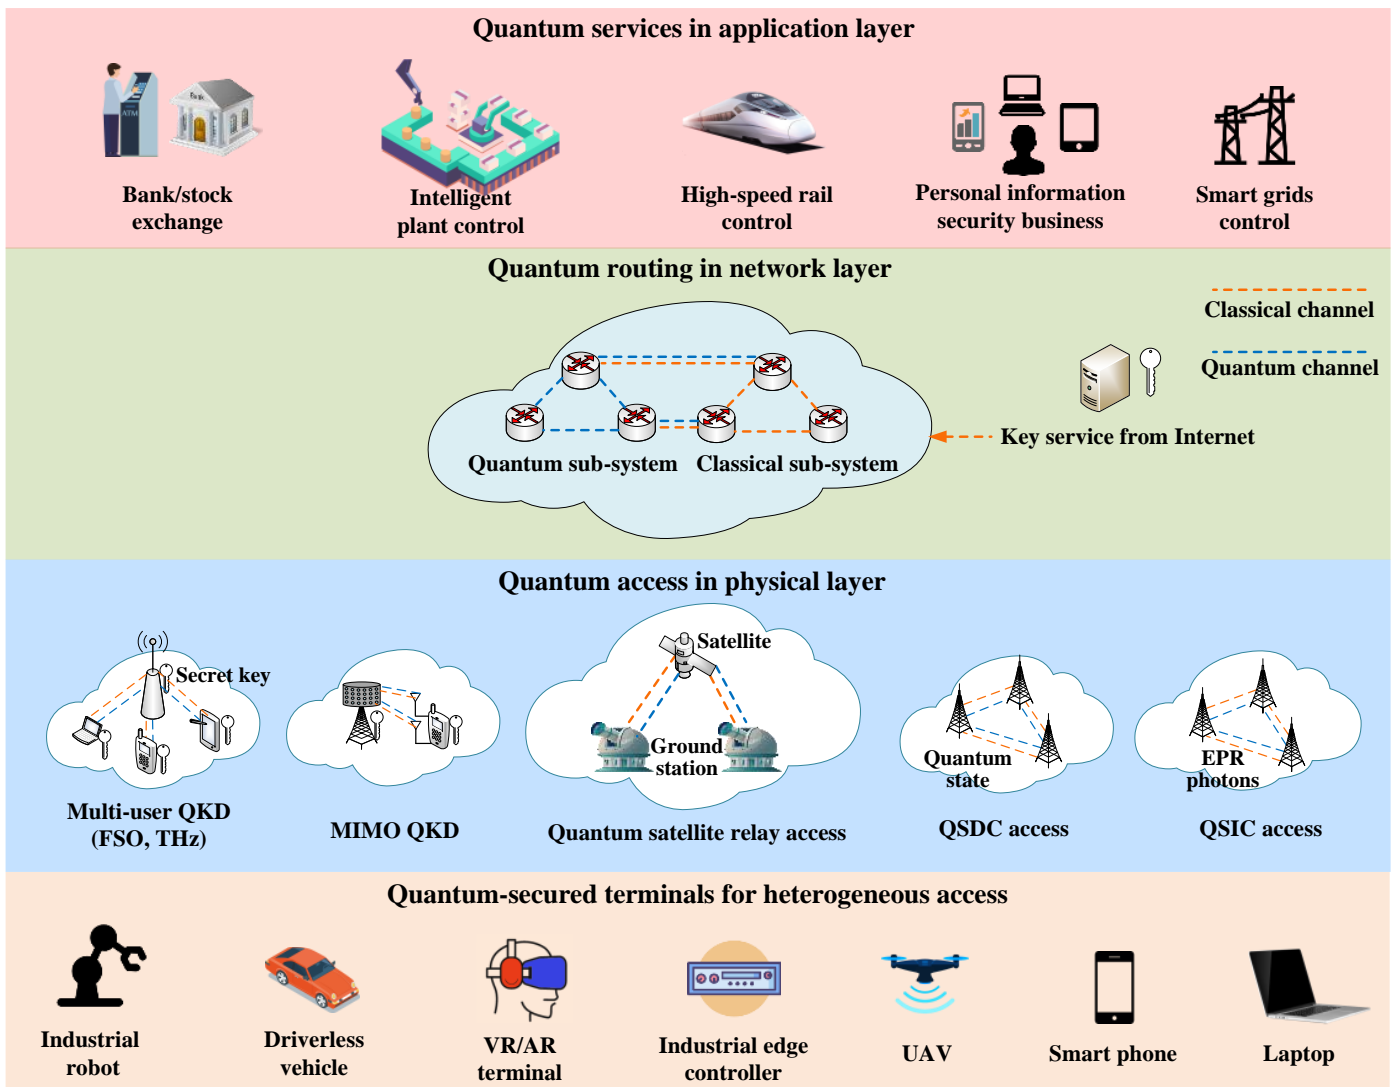 Quantum services in application layer
Bank
ATM
Bank/stock
exchange
Intelligent
plant control
High-speed rail
control
Personal information
security business
Smart grids
control
Quantum routing in network layer
Classical channel
Quantum channel
Key service from Internet
Quantum sub-system
Classical sub-system
Quantum access in physical layer
Secret key
Satellite
Ground
station
Quantum
state
EPR
photons
Multi-user QKD
(FSO, THz)
MIMO QKD
Quantum satellite relay access
QSDC access
QSIC access
Quantum-secured terminals for heterogeneous access
Industrial
robot
Driverless
vehicle
VR/AR
terminal
Industrial edge
controller
UAV
Smart phone
Laptop